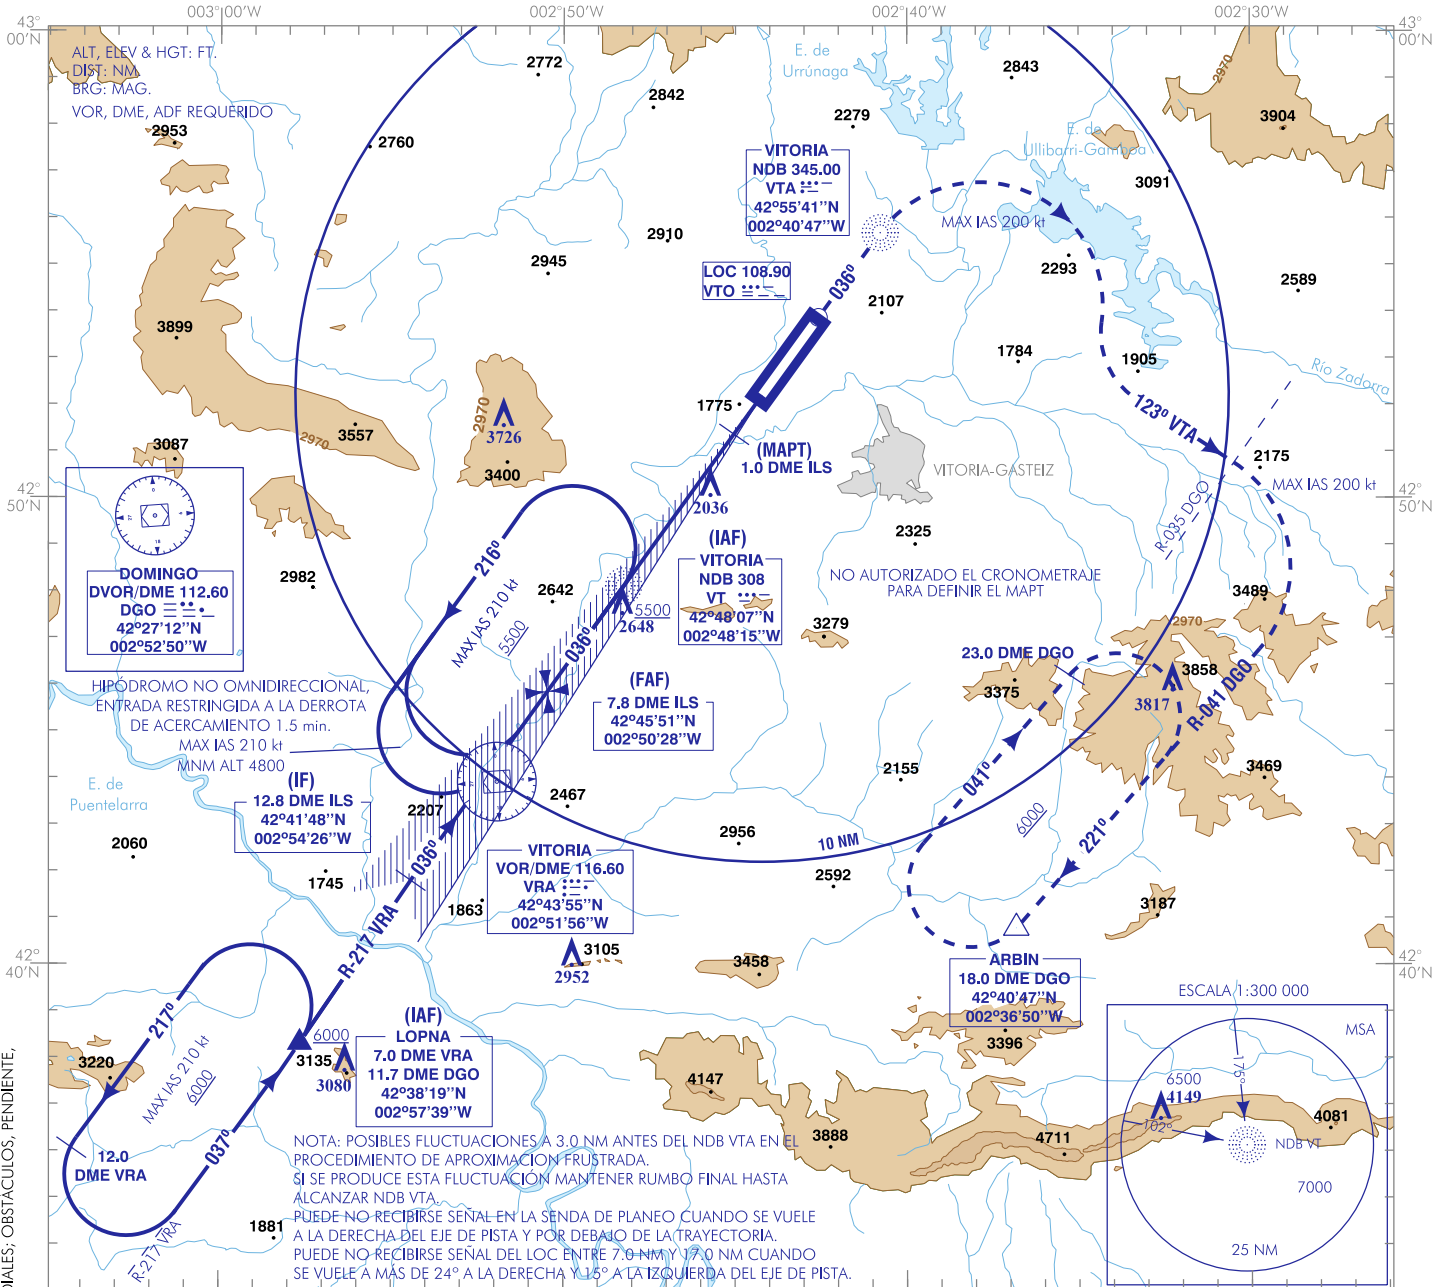 003°00'W
002°50'W
002°40'W
002°30'W
43°
00'N
43°
00'N
ALT, ELEV & HGT: FT.
DIST: NM.
BRG: MAG.
VOR, DME, ADF REQUERIDO
2953
2760
2772
2842
2279
E. de
Urrúnaga
2843
2970
3904
E. de
Ullibarri-Gamboa
3091
VITORIA
NDB 345.00
VTA
42°55'41''N
002°40'47''W
MAX IAS 200 kt
2910
2945
2293
2589
LOC 108.90
VTO
036°
2107
3899
1784
1905
Río Zadorra
2970
3726
3400
1775
123° VTA
3557
2970
3087
(MAPT)
1.0 DME ILS
VITORIA-GASTEIZ
2175
MAX IAS 200 kt
42°
50'N
42°
50'N
2036
R-035 DGO
216°
2325
(IAF)
VITORIA
NDB 308
VT
42°48'07''N
002°48'15''W
NO AUTORIZADO EL CRONOMETRAJE
PARA DEFINIR EL MAPT
DOMINGO
DVOR/DME 112.60
DGO
42°27'12''N
002°52'50''W
2982
2642
5500
2648
MAX IAS 210 kt
5500
036°
3279
3489
2970
23.0 DME DGO
3375
3858
3817
R-041 DGO
HIPÓDROMO NO OMNIDIRECCIONAL,
ENTRADA RESTRINGIDA A LA DERROTA
DE ACERCAMIENTO 1.5 min.
MAX IAS 210 kt
MNM ALT 4800
(FAF)
7.8 DME ILS
42°45'51''N
002°50'28''W
E. de
Puentelarra
(IF)
12.8 DME ILS
42°41'48''N
002°54'26''W
2207
2467
2155
041°
3469
6000
221°
2060
2956
10 NM
036°
1745
1863
VITORIA
VOR/DME 116.60
VRA
42°43'55''N
002°51'56''W
2592
3187
R-217 VRA
3105
2952
3458
42°
40'N
42°
40'N
ARBIN
18.0 DME DGO
42°40'47''N
002°36'50''W
3396
217°
MAX IAS 210 kt
6000
3220
6000
3135
3080
(IAF)
LOPNA
7.0 DME VRA
11.7 DME DGO
42°38'19''N
002°57'39''W
037°
12.0
DME VRA
R-217 VRA
1881
4147
3888
4711
ESCALA 1:300 000
MSA
175°
6500
4149
102°
4081
NDB VT
7000
25 NM
NOTA: POSIBLES FLUCTUACIONES A 3.0 NM ANTES DEL NDB VTA EN EL
PROCEDIMIENTO DE APROXIMACIÓN FRUSTRADA.
SI SE PRODUCE ESTA FLUCTUACIÓN MANTENER RUMBO FINAL HASTA
ALCANZAR NDB VTA.
PUEDE NO RECIBIRSE SEÑAL EN LA SENDA DE PLANEO CUANDO SE VUELE
A LA DERECHA DEL EJE DE PISTA Y POR DEBAJO DE LA TRAYECTORIA.
PUEDE NO RECIBIRSE SEÑAL DEL LOC ENTRE 7.0 NM Y 17.0 NM CUANDO
SE VUELE A MÁS DE 24° A LA DERECHA Y 15° A LA IZQUIERDA DEL EJE DE PISTA.
DIALES; OBSTÁCULOS, PENDIENTE,